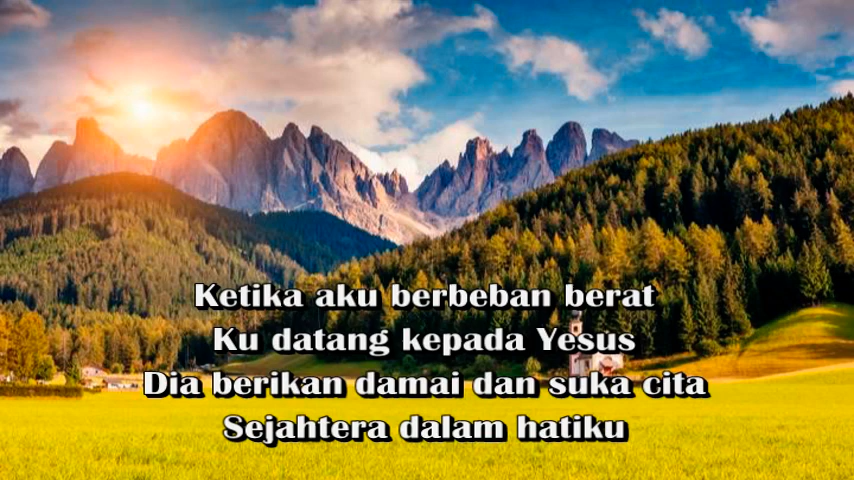 Ketika aku berbeban berat
Ku datang kepada Yesus
Dia berikan damai dan suka cita
Sejahtera dalam hatiku